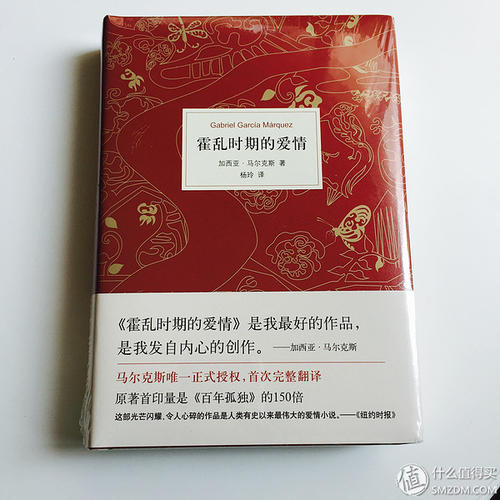 Gabriel García Márquez
霍乱时期的爱情
加西亚·马尔克斯 著
杨玲 译
《霍乱时期的爱情》是我最好的作品，
是我发自内心的创作。——加西亚·马尔克斯
马尔克斯唯一正式授权，首次完整翻译
原著首印量是《百年孤独》的150倍
这部光芒闪耀、令人心碎的作品是人类有史以来最伟大的爱情小说。——《纽约时报》
值 什么值得买
SMZDM.COM